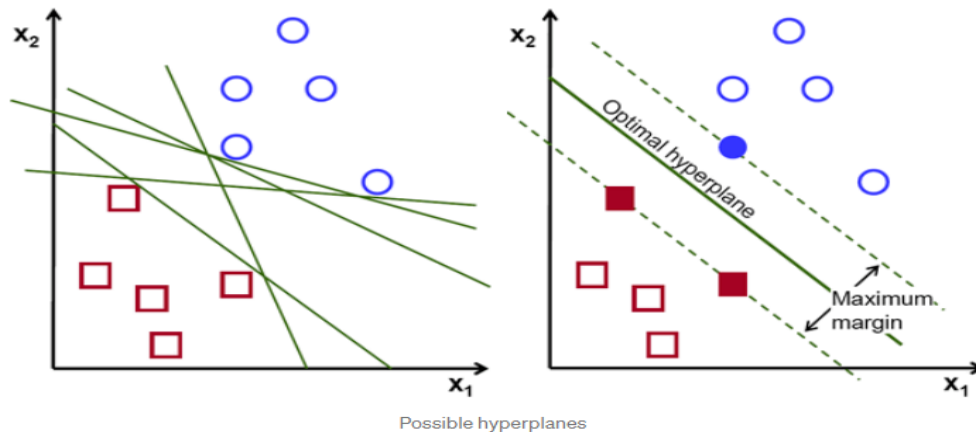 x2
x1
x2
Optimal hyperplane
Maximum
margin
x1
Possible hyperplanes